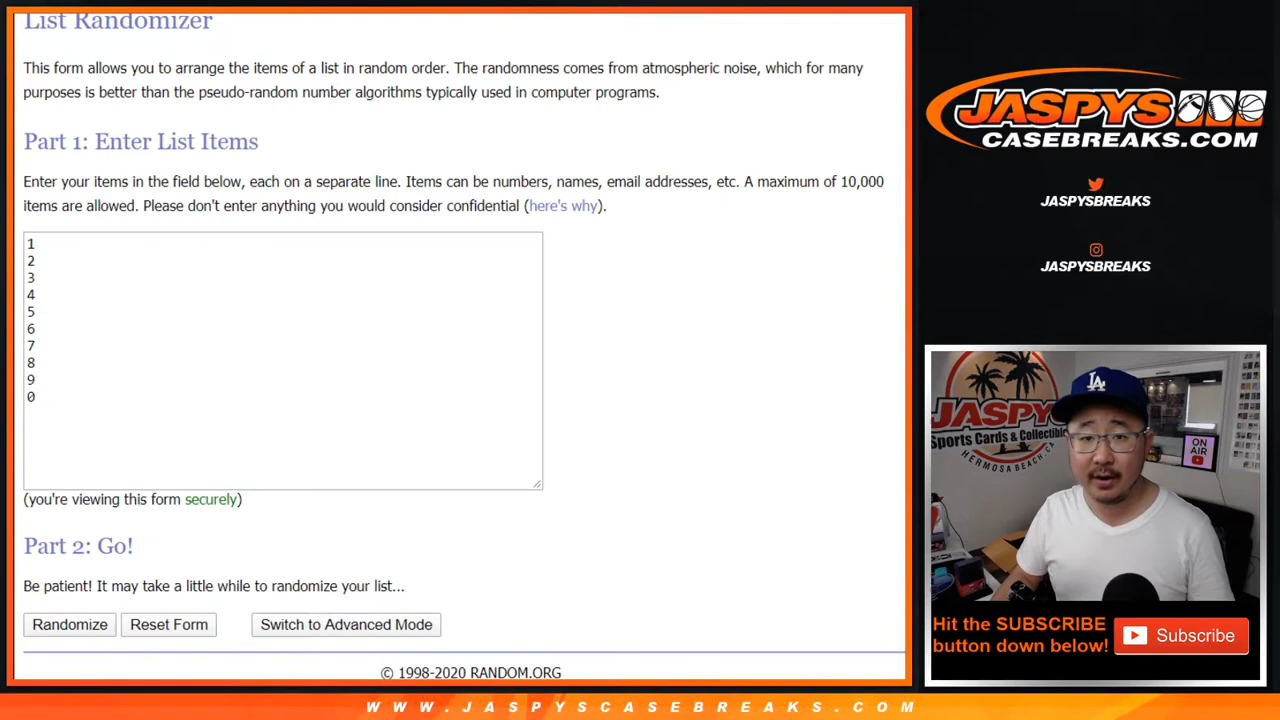 List Randomizer
This form allows you to arrange the items of a list in random order. The randomness comes from atmospheric noise, which for many
purposes is better than the pseudo-random number algorithms typically used in computer programs.
Part 1: Enter List Items
Enter your items in the field below, each on a separate line. Items can be numbers, names, email addresses, etc. A maximum of 10,000
items are allowed. Please don't enter anything you would consider confidential (here's why).
1
2
3
4
5
6
7
8
9
0
(you're viewing this form securely)
Part 2: Go!
Be patient! It may take a little while to randomize your list...
Randomize Reset Form Switch to Advanced Mode
© 1998-2020 RANDOM.ORG
JASPYS
CASEBREAKS.COM
JASPYSBREAKS
JASPYSBREAKS
LA
JASPYS
Sports Cards & Collectibles
HERMOSA BEACH, CA
ON
AIR
Hit the SUBSCRIBE
button down below!
Subscribe
WWW.JASPYSCASEBREAKS.COM